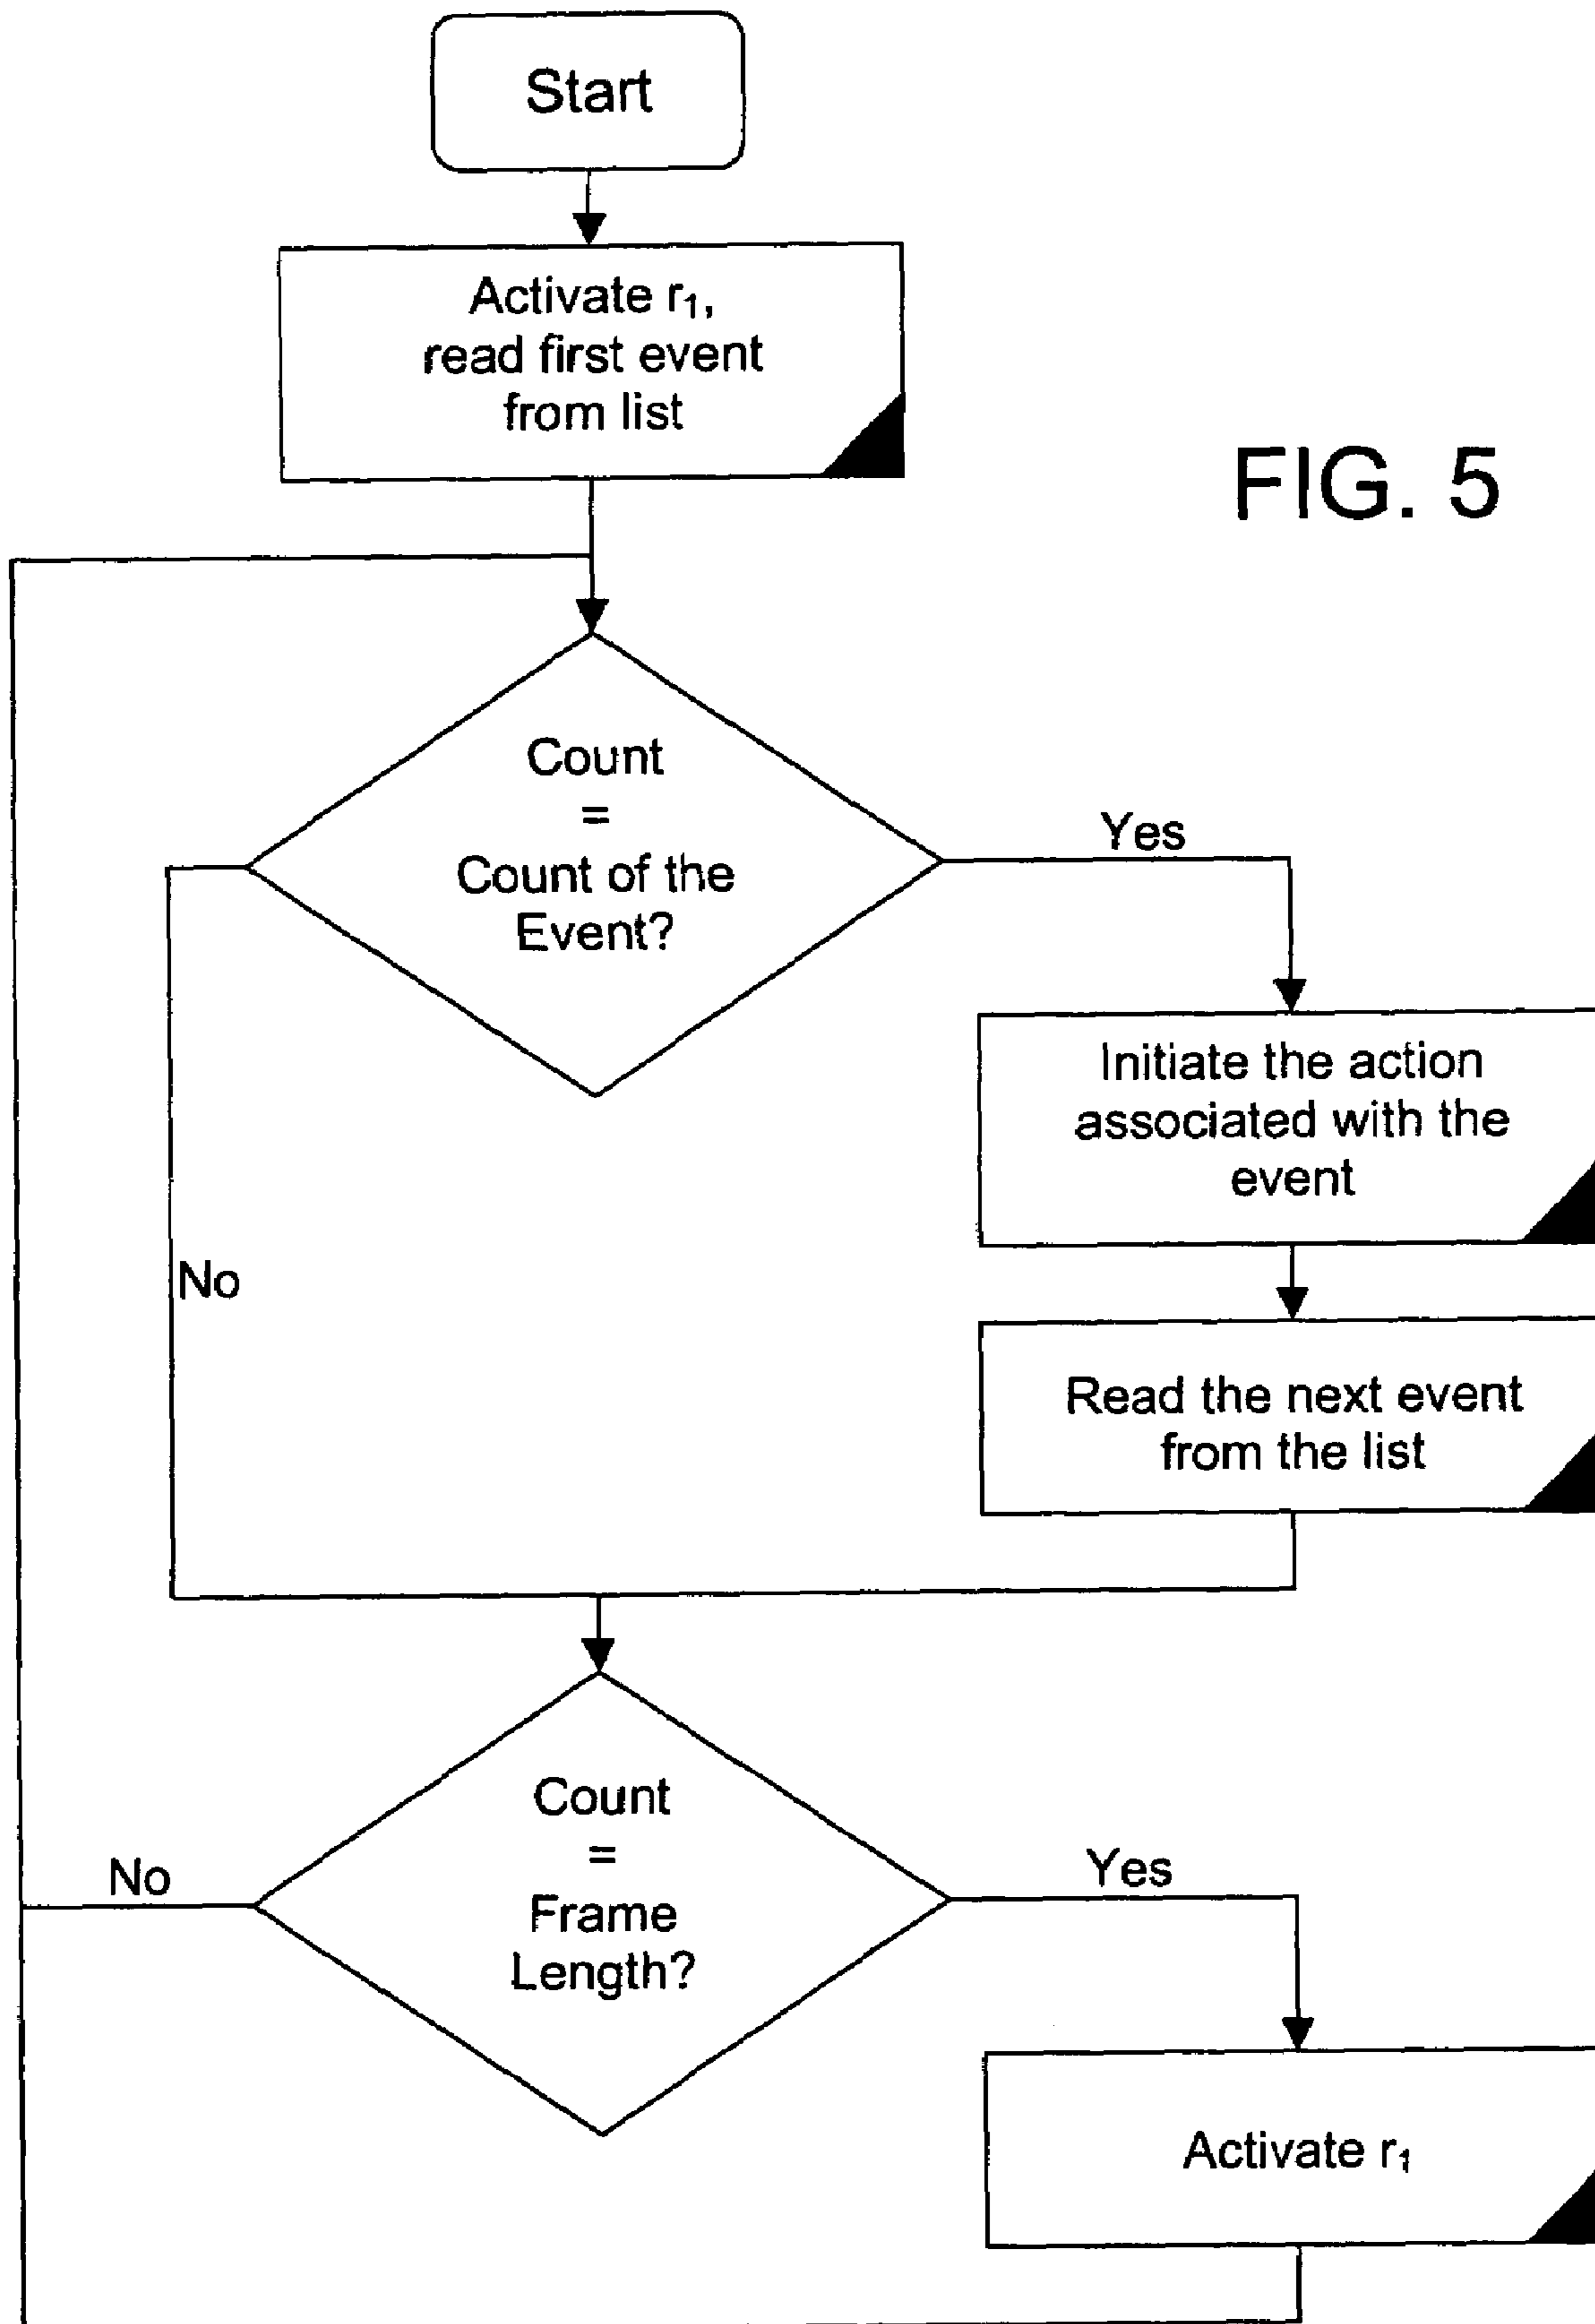 Start
Activate r₁,
read first event
from list
FIG. 5
Count
=
Count of the
Event?
Yes
Initiate the action
associated with the
event
No
Read the next event
from the list
Count
=
Frame
Length?
No
Yes
Activate r₁